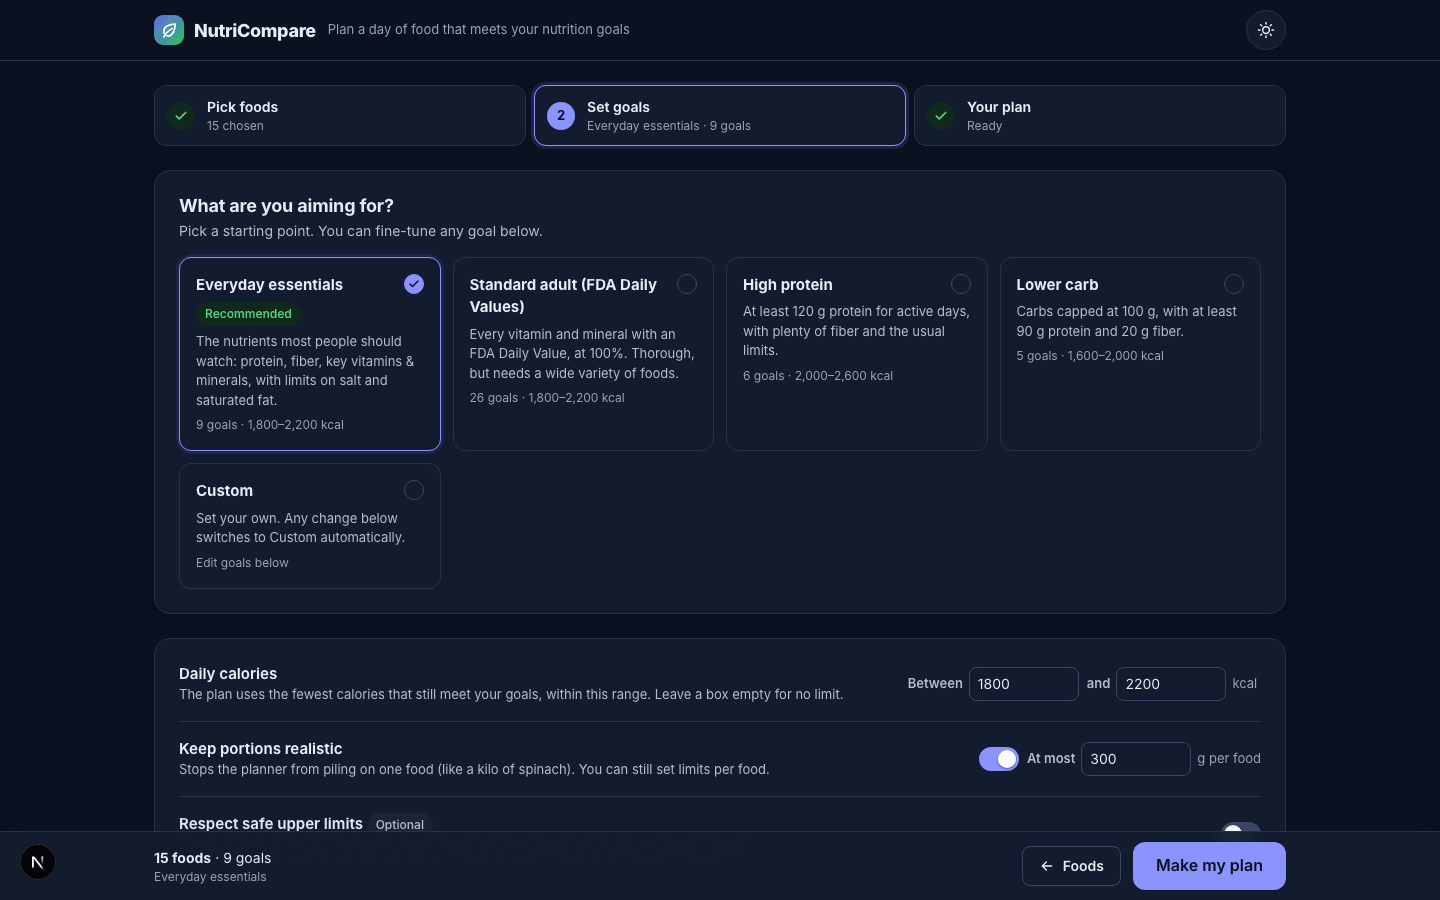 NutriCompare
Plan a day of food that meets your nutrition goals
Pick foods
15 chosen
2
Set goals
Everyday essentials · 9 goals
Your plan
Ready
What are you aiming for?
Pick a starting point. You can fine-tune any goal below.
Everyday essentials
Recommended
The nutrients most people should
watch: protein, fiber, key vitamins &
minerals, with limits on salt and
saturated fat.
9 goals · 1,800–2,200 kcal
Standard adult (FDA Daily
Values)
Every vitamin and mineral with an
FDA Daily Value, at 100%. Thorough,
but needs a wide variety of foods.
26 goals · 1,800–2,200 kcal
High protein
At least 120 g protein for active days,
with plenty of fiber and the usual
limits.
6 goals · 2,000–2,600 kcal
Lower carb
Carbs capped at 100 g, with at least
90 g protein and 20 g fiber.
5 goals · 1,600–2,000 kcal
Custom
Set your own. Any change below
switches to Custom automatically.
Edit goals below
Daily calories
The plan uses the fewest calories that still meet your goals, within this range. Leave a box empty for no limit.
Between 1800 and 2200 kcal
Keep portions realistic
Stops the planner from piling on one food (like a kilo of spinach). You can still set limits per food.
At most 300 g per food
Respect safe upper limits Optional
N
15 foods · 9 goals
Everyday essentials
← Foods
Make my plan